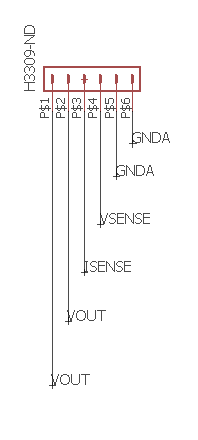 H3309-ND
P$1
P$2
P$3
P$4
P$5
P$6
GNDA
GNDA
VSENSE
ISENSE
VOUT
VOUT